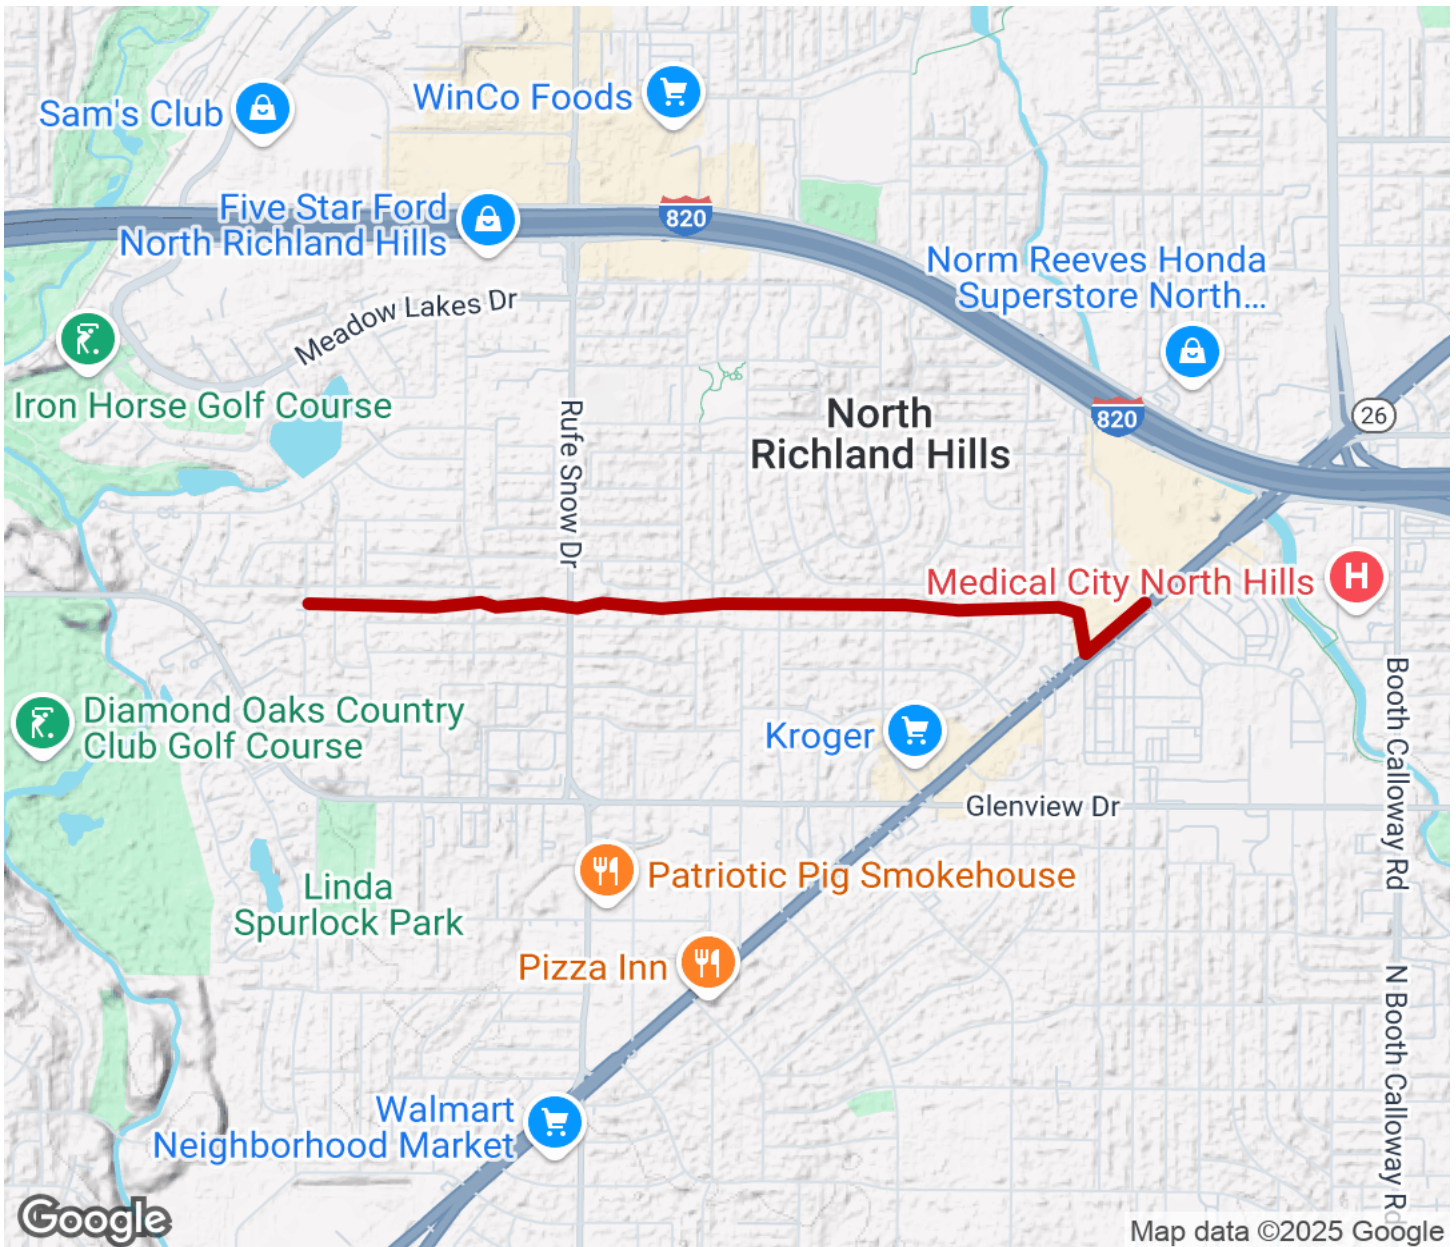 WinCo Foods
Sam's Club
Five Star Ford
North Richland Hills
820
Norm Reeves Honda
Superstore North...
Meadow Lakes Dr
Iron Horse Golf Course
Rufe Snow Dr
North
Richland Hills
820
26
Medical City North Hills
H
Diamond Oaks Country
Club Golf Course
Kroger
Booth Calloway Rd
Glenview Dr
Linda
Spurlock Park
Patriotic Pig Smokehouse
Pizza Inn
N Booth Calloway Rd
Walmart
Neighborhood Market
Google
Map data ©2025 Google